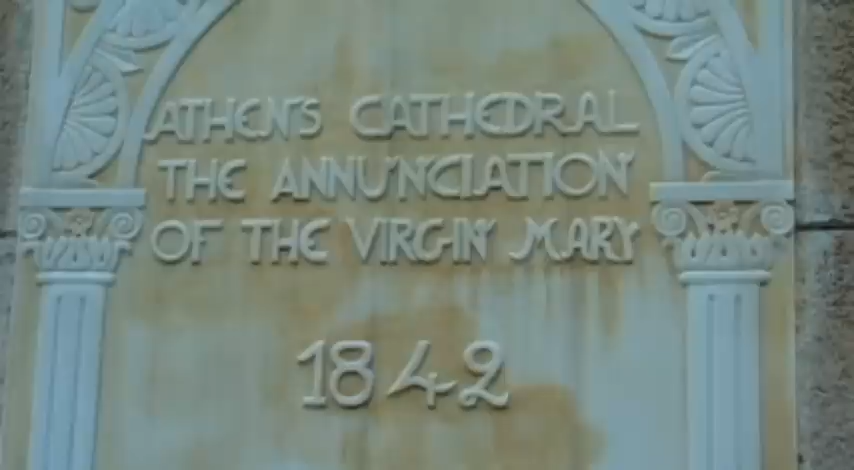 ATHENS CATHEDRAL
THE ANNUNCIATION
OF THE VIRGIN MARY
1842